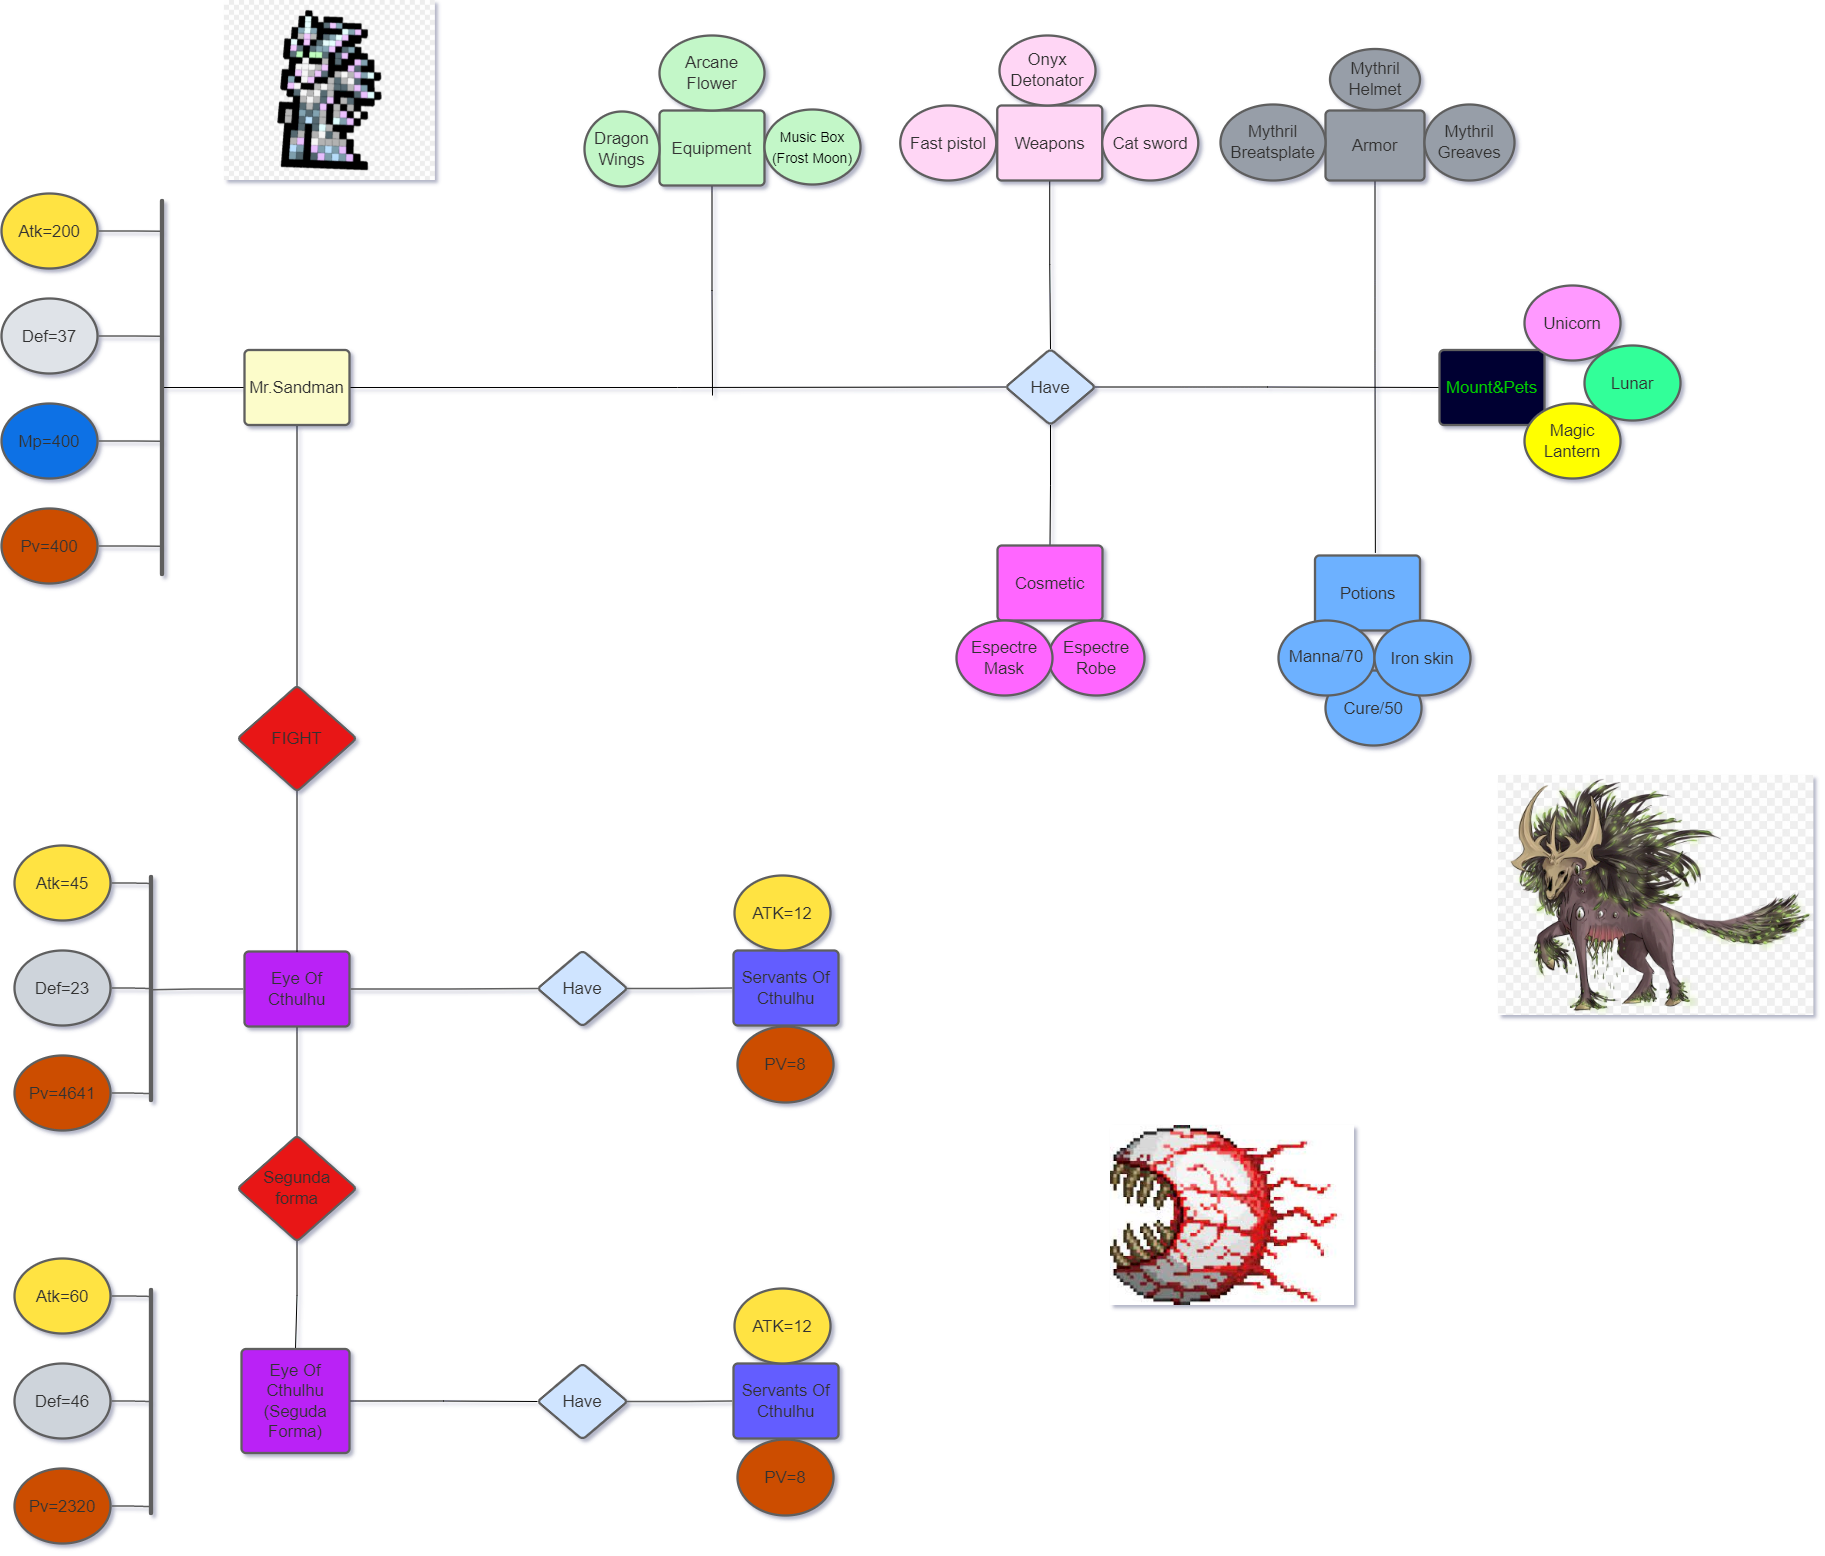 Arcane
Flower
Dragon
Wings
Equipment
Music Box
(Frost Moon)
Onyx
Detonator
Fast pistol
Weapons
Cat sword
Mythril
Helmet
Mythril
Breatsplate
Armor
Mythril
Greaves
Atk=200
Def=37
Mp=400
Pv=400
Mr.Sandman
Have
Mount&Pets
Unicorn
Lunar
Magic
Lantern
Cosmetic
Espectre
Mask
Espectre
Robe
Potions
Manna/70
Iron skin
Cure/50
FIGHT
Atk=45
Def=23
Pv=4641
Eye Of
Cthulhu
Have
ATK=12
Servants Of
Cthulhu
PV=8
Segunda
forma
Atk=60
Def=46
Pv=2320
Eye Of
Cthulhu
(Seguda
Forma)
Have
ATK=12
Servants Of
Cthulhu
PV=8